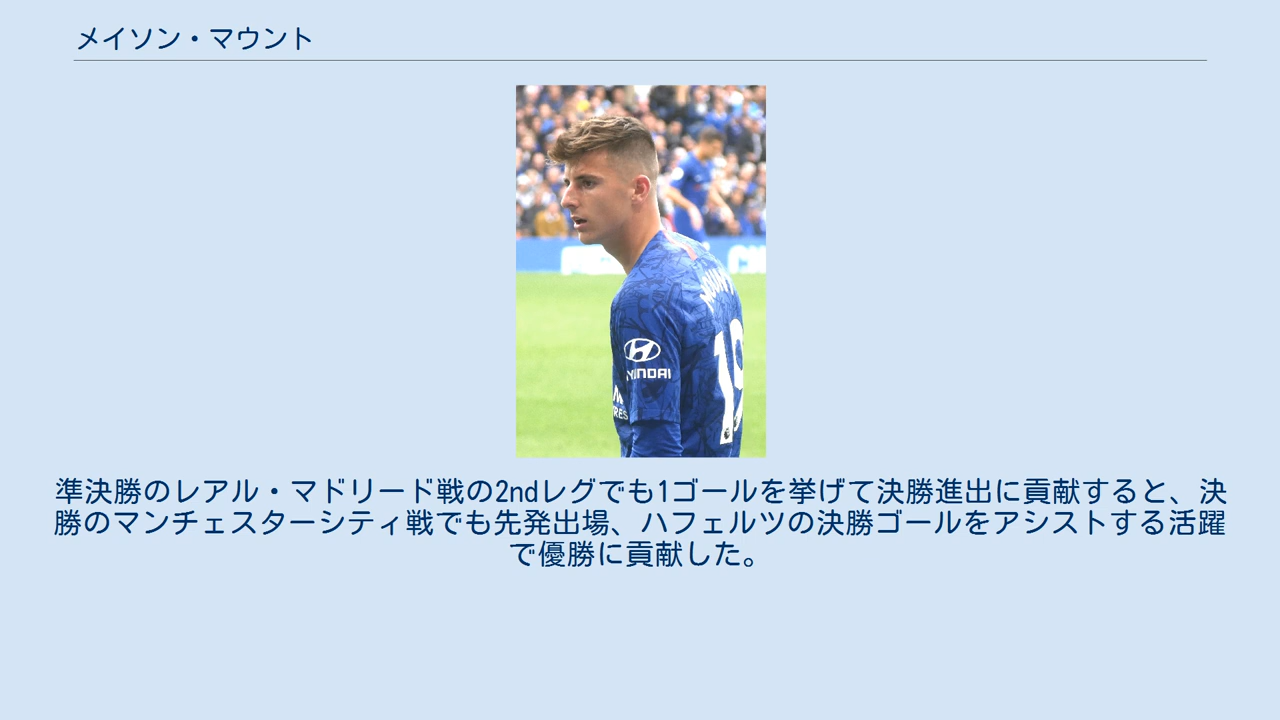 メイソン・マウント
MOUNT
19
HYUNDAI
準決勝のレアル・マドリード戦の2ndレグでも1ゴールを挙げて決勝進出に貢献すると、決
勝のマンチェスターシティ戦でも先発出場、ハフェルツの決勝ゴールをアシストする活躍
で優勝に貢献した。